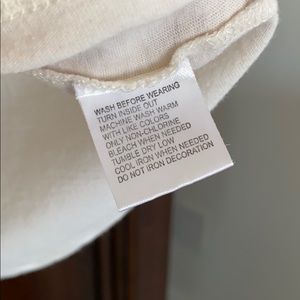 WASH BEFORE WEARING
TURN INSIDE OUT
MACHINE WASH WARM
WITH LIKE COLORS
ONLY NON-CHLORINE
BLEACH WHEN NEEDED
TUMBLE DRY LOW
COOL IRON WHEN NEEDED
DO NOT IRON DECORATION